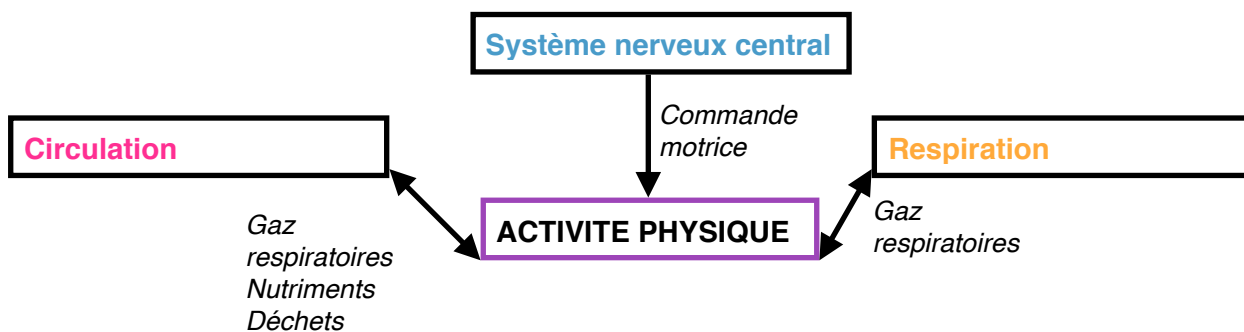 Système nerveux central
Commande
motrice
Circulation
Respiration
ACTIVITE PHYSIQUE
Gaz
respiratoires
Nutriments
Déchets
Gaz
respiratoires